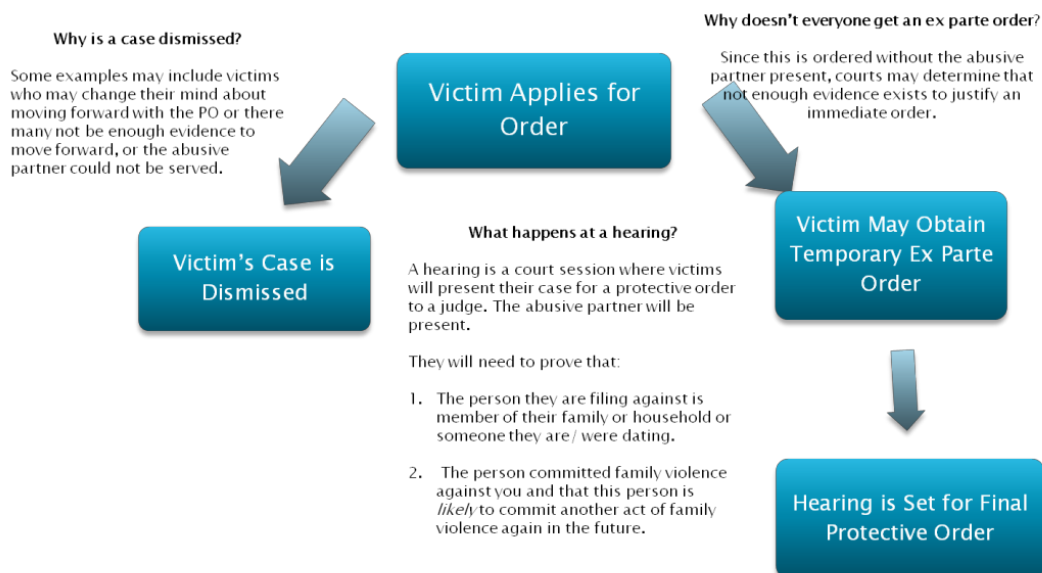 Why is a case dismissed?
Some examples may include victims
who may change their mind about
moving forward with the PO or there
many not be enough evidence to
move forward, or the abusive
partner could not be served.
Victim Applies for
Order
Why doesn't everyone get an ex parte order?
Since this is ordered without the abusive
partner present, courts may determine that
not enough evidence exists to justify an
immediate order.
Victim's Case is
Dismissed
What happens at a hearing?
A hearing is a court session where victims
will present their case for a protective order
to a judge. The abusive partner will be
present.
They will need to prove that:
1. The person they are filing against is
member of their family or household or
someone they are/ were dating.
2. The person committed family violence
against you and that this person is
likely to commit another act of family
violence again in the future.
Victim May Obtain
Temporary Ex Parte
Order
Hearing is Set for Final
Protective Order